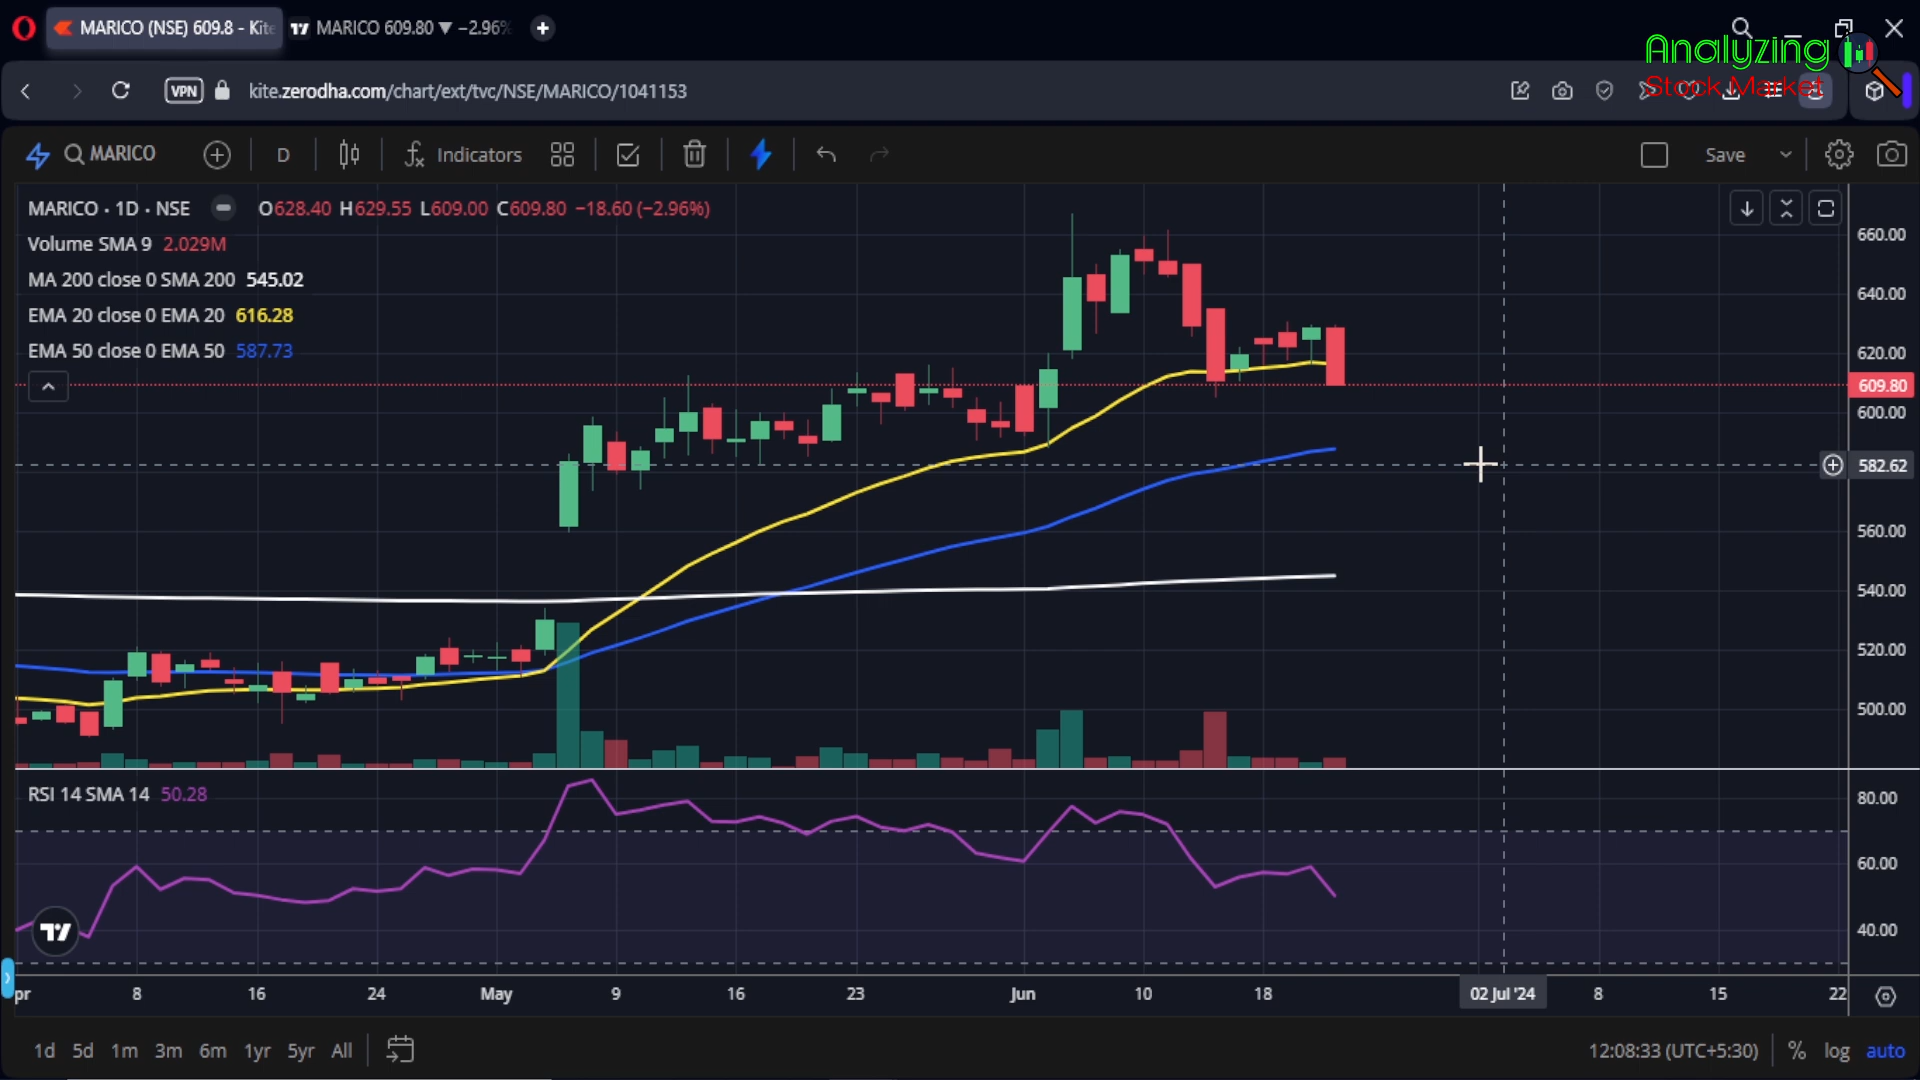 MARICO (NSE) 609.8 - Kite
MARICO 609.80 ▼ −2.96%
Analyzing
Stock Market
VPN
kite.zerodha.com/chart/ext/tvc/NSE/MARICO/1041153
MARICO
D
Indicators
Save
MARICO · 1D · NSE
O628.40 H629.55 L609.00 C609.80 −18.60 (−2.96%)
Volume SMA 9 2.029M
MA 200 close 0 SMA 200 545.02
EMA 20 close 0 EMA 20 616.28
EMA 50 close 0 EMA 50 587.73
660.00
640.00
620.00
609.80
600.00
582.62
560.00
540.00
520.00
500.00
RSI 14 SMA 14 50.28
80.00
60.00
40.00
pr 8 16 24 May 9 16 23 Jun 10 18 02 Jul '24 8 15 22
1d 5d 1m 3m 6m 1yr 5yr All
12:08:33 (UTC+5:30) % log auto